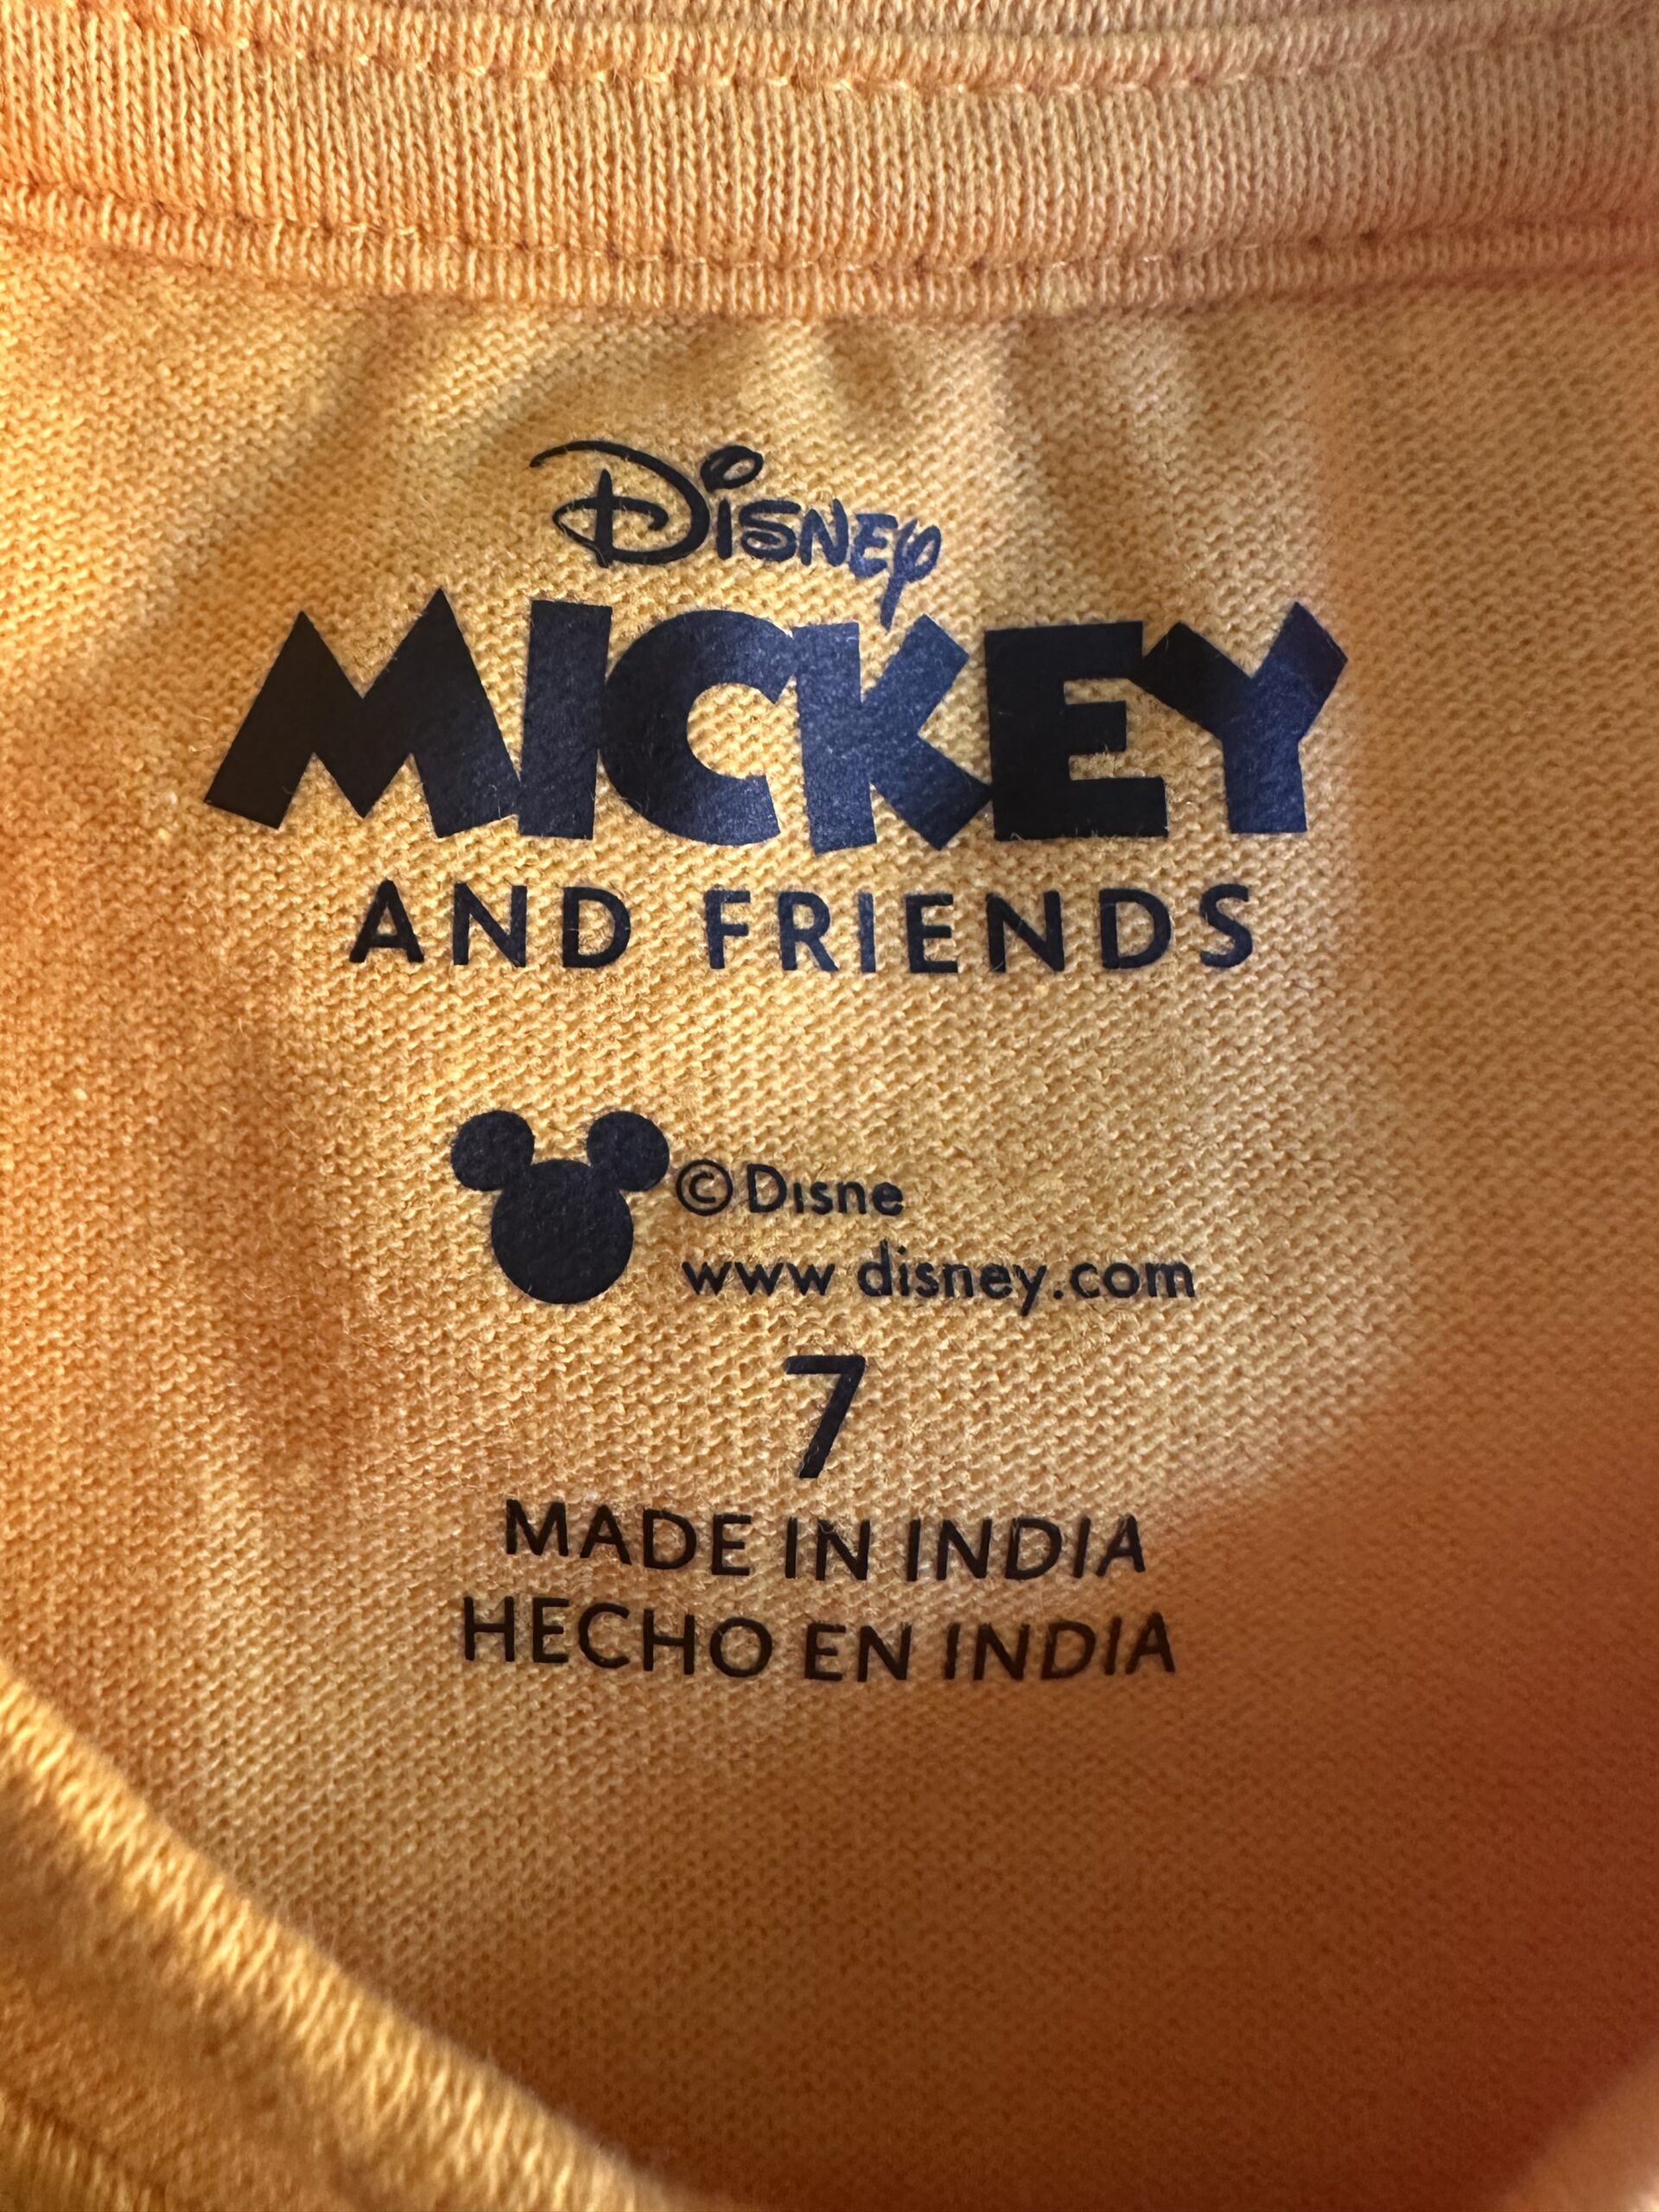 Disney
MICKEY
AND FRIENDS
©Disne
www disney.com
7
MADE IN INDIA
HECHO EN INDIA